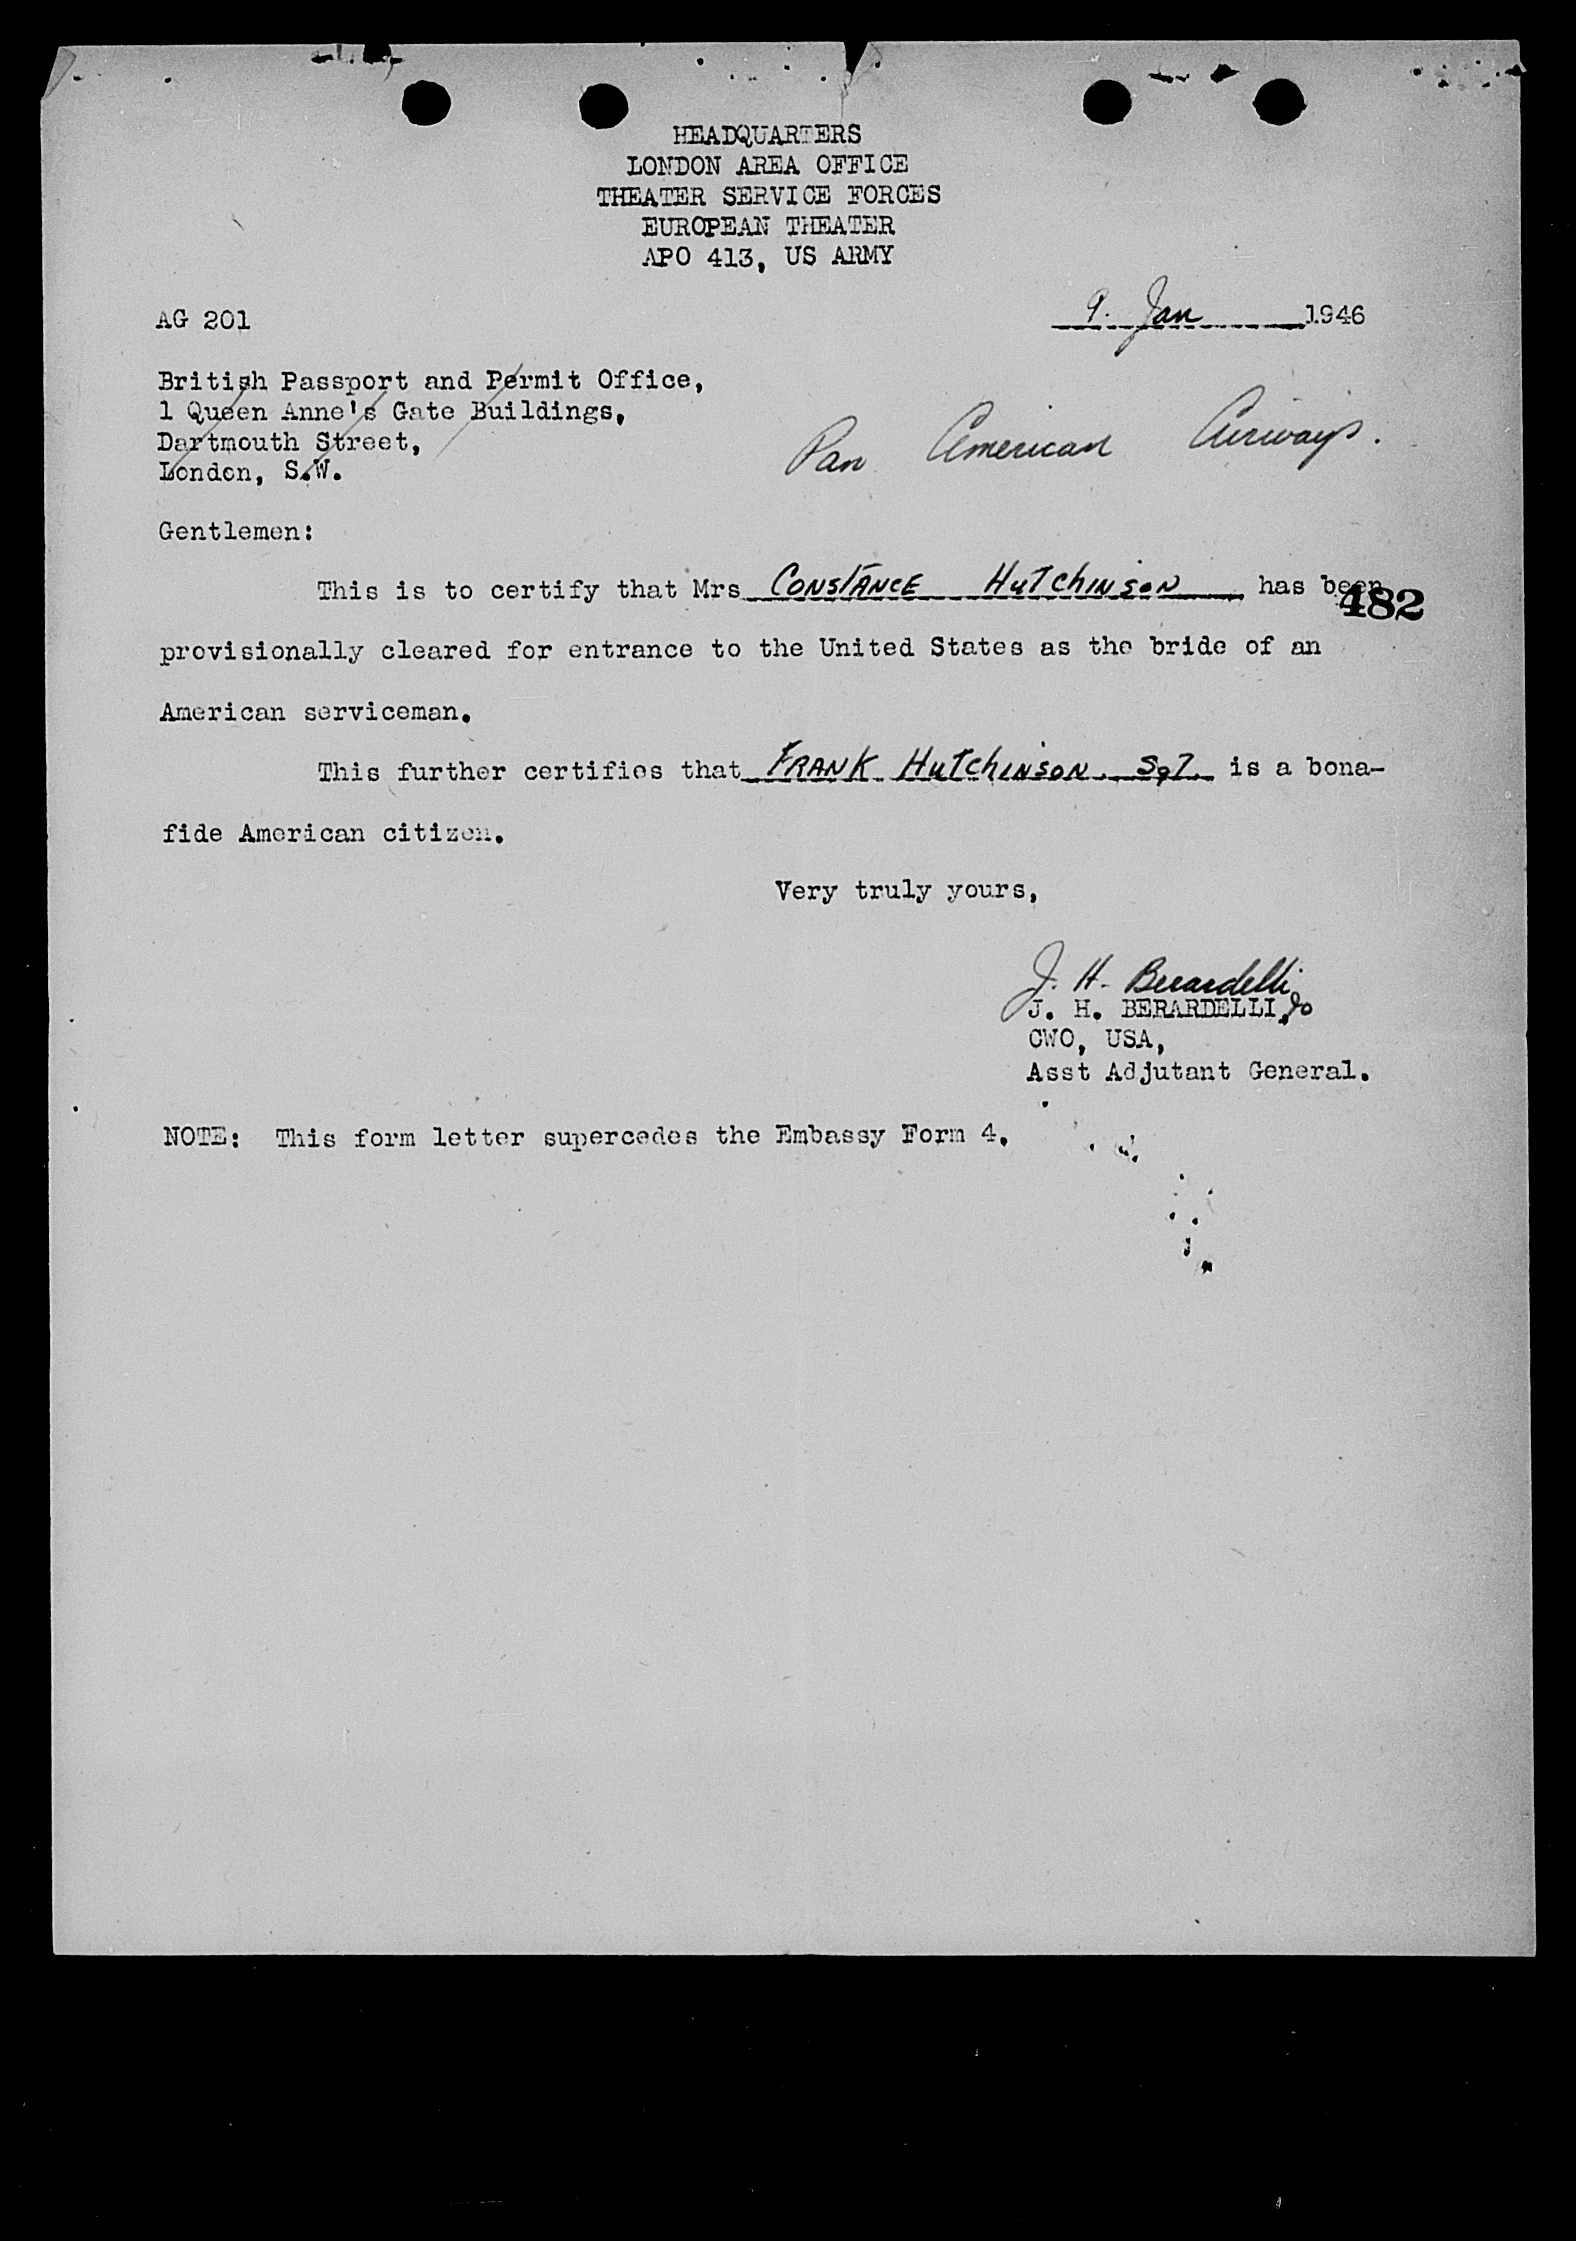 HEADQUARTERS
LONDON AREA OFFICE
THEATER SERVICE FORCES
EUROPEAN THEATER
APO 413, US ARMY
AG 201
9. Jan 1946
British Passport and Permit Office,
1 Queen Anne's Gate Buildings,
Dartmouth Street,
London, S.W.
Pan American Airways.
Gentlemen:
This is to certify that Mrs Constance Hutchinson has been
482
provisionally cleared for entrance to the United States as the bride of an
American serviceman.
This further certifies that Frank Hutchinson. Sgt. is a bona-
fide American citizen.
Very truly yours,
J. H. Berardelli
J. H. BERARDELLI,
CWO, USA,
Asst Adjutant General.
NOTE: This form letter supercedes the Embassy Form 4.